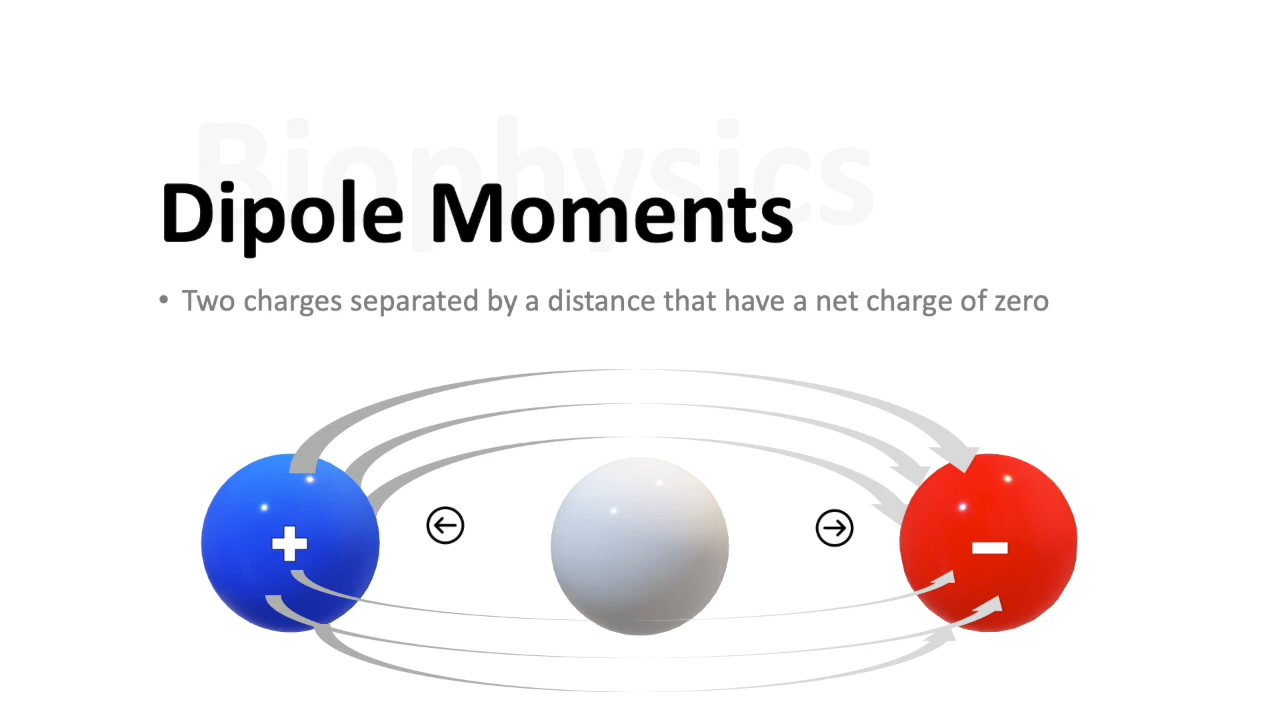 Biophysics
Dipole Moments
• Two charges separated by a distance that have a net charge of zero
+
−